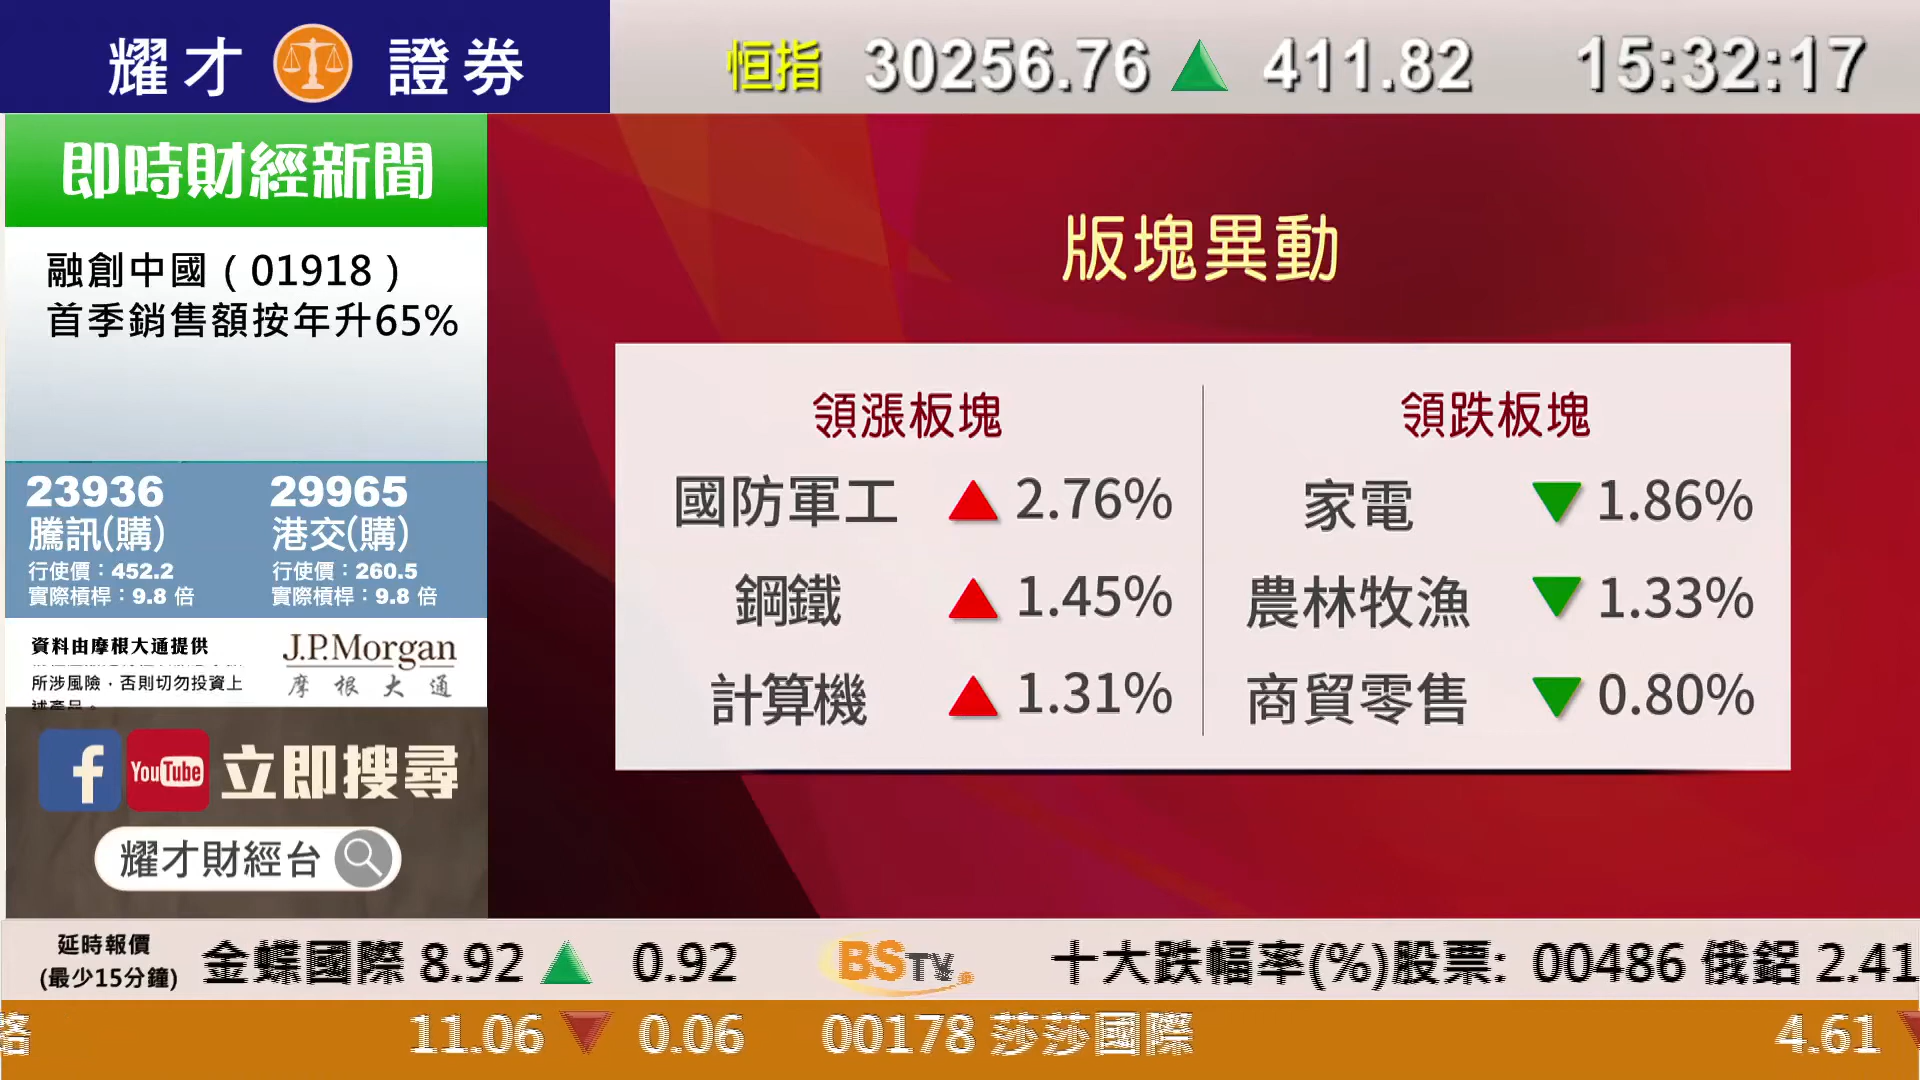 耀才 證券
恒指 30256.76 411.82 15:32:17
即時財經新聞
融創中國（01918）
首季銷售額按年升65%
23936
騰訊(購)
行使價：452.2
實際槓桿：9.8 倍
29965
港交(購)
行使價：260.5
實際槓桿：9.8 倍
資料由摩根大通提供
所涉風險，否則切勿投資上
述產品。
J.P.Morgan
摩根大通
f YouTube 立即搜尋
耀才財經台
版塊異動
領漲板塊
國防軍工 2.76%
鋼鐵 1.45%
計算機 1.31%
領跌板塊
家電 1.86%
農林牧漁 1.33%
商貿零售 0.80%
延時報價
(最少15分鐘)
金蝶國際 8.92 0.92 BSTV 十大跌幅率(%)股票: 00486 俄鋁 2.41
11.06 0.06 00178 莎莎國際 4.61